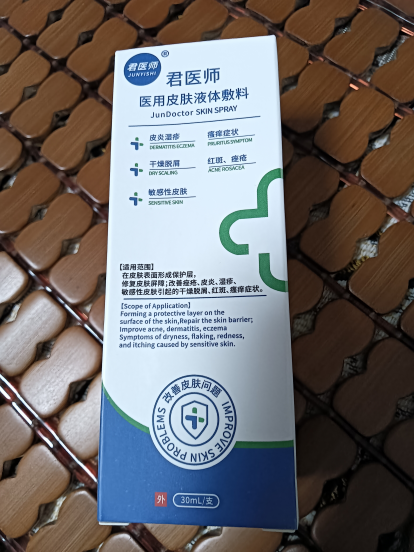 君医师®
JUNYISHI
君医师
医用皮肤液体敷料
JunDoctor SKIN SPRAY
皮炎湿疹 瘙痒症状
DERMATITIS ECZEMA PRURITUS SYMPTOM
干燥脱屑 红斑、痤疮
DRY SCALING ACNE ROSACEA
敏感性皮肤
SENSITIVE SKIN
【适用范围】
在皮肤表面形成保护层,
修复皮肤屏障;改善痤疮、皮炎、湿疹、
敏感性皮肤引起的干燥脱屑、红斑、瘙痒症状。
【Scope of Application】
Forming a protective layer on the
surface of the skin,Repair the skin barrier;
Improve acne, dermatitis, eczema
Symptoms of dryness, flaking, redness,
and itching caused by sensitive skin.
改善皮肤问题
IMPROVE SKIN PROBLEMS
外
30mL/支